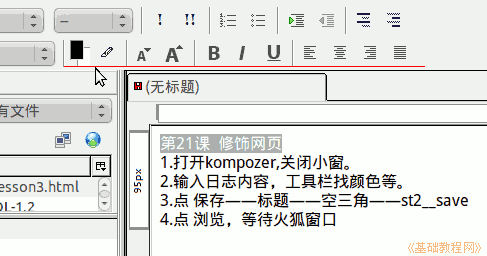 –
A A B I U
有文件
(无标题)
esson3.html
OL-1.2
95px
第21课 修饰网页
1.打开kompozer,关闭小窗。
2.输入日志内容，工具栏找颜色等。
3.点 保存——标题——空三角——st2__save
4.点 浏览，等待火狐窗口
《基础教程网》